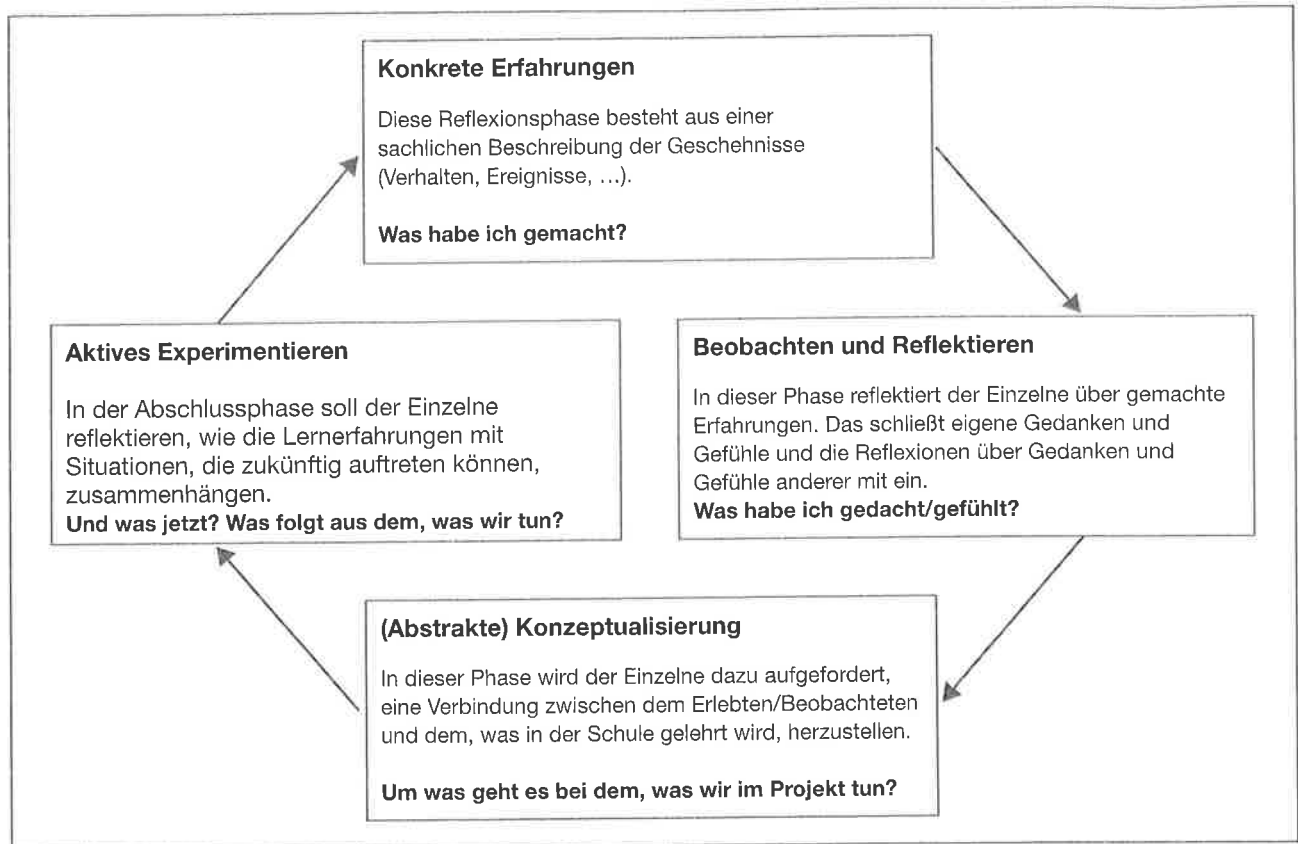 Konkrete Erfahrungen
Diese Reflexionsphase besteht aus einer
sachlichen Beschreibung der Geschehnisse
(Verhalten, Ereignisse, …).
Was habe ich gemacht?
Beobachten und Reflektieren
In dieser Phase reflektiert der Einzelne über gemachte
Erfahrungen. Das schließt eigene Gedanken und
Gefühle und die Reflexionen über Gedanken und
Gefühle anderer mit ein.
Was habe ich gedacht/gefühlt?
(Abstrakte) Konzeptualisierung
In dieser Phase wird der Einzelne dazu aufgefordert,
eine Verbindung zwischen dem Erlebten/Beobachteten
und dem, was in der Schule gelehrt wird, herzustellen.
Um was geht es bei dem, was wir im Projekt tun?
Aktives Experimentieren
In der Abschlussphase soll der Einzelne
reflektieren, wie die Lernerfahrungen mit
Situationen, die zukünftig auftreten können,
zusammenhängen.
Und was jetzt? Was folgt aus dem, was wir tun?